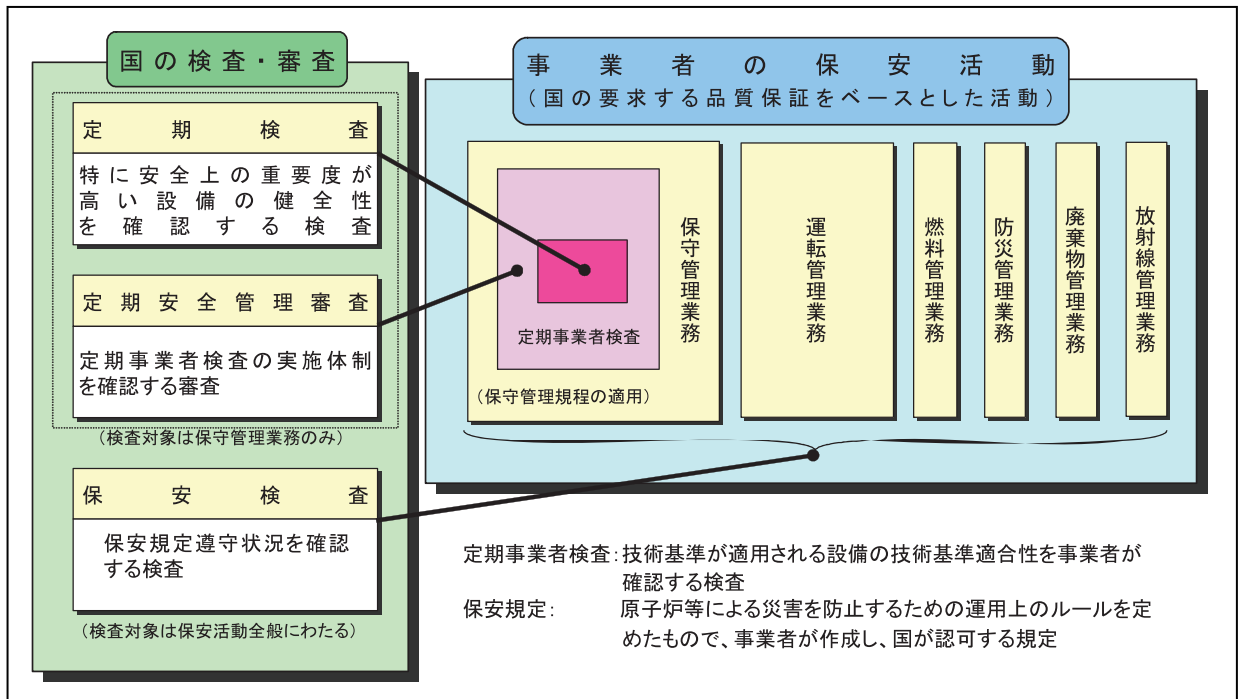 国の検査・審査
定期検査
特に安全上の重要度が
高い設備の健全性
を確認する検査
定期安全管理審査
定期事業者検査の実施体制
を確認する審査
(検査対象は保守管理業務のみ)
保安検査
保安規定遵守状況を確認
する検査
(検査対象は保安活動全般にわたる)
事業者の保安活動
(国の要求する品質保証をベースとした活動)
定期事業者検査
(保守管理規程の適用)
保守管理業務
運転管理業務
燃料管理業務
防災管理業務
廃棄物管理業務
放射線管理業務
定期事業者検査:技術基準が適用される設備の技術基準適合性を事業者が
確認する検査
保安規定: 原子炉等による災害を防止するための運用上のルールを定
めたもので、事業者が作成し、国が認可する規定